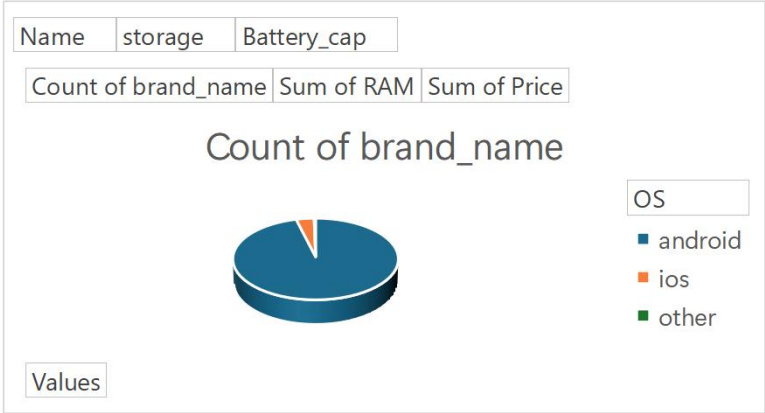 Name storage Battery_cap
Count of brand_name Sum of RAM Sum of Price
Count of brand_name
OS
android
ios
other
Values